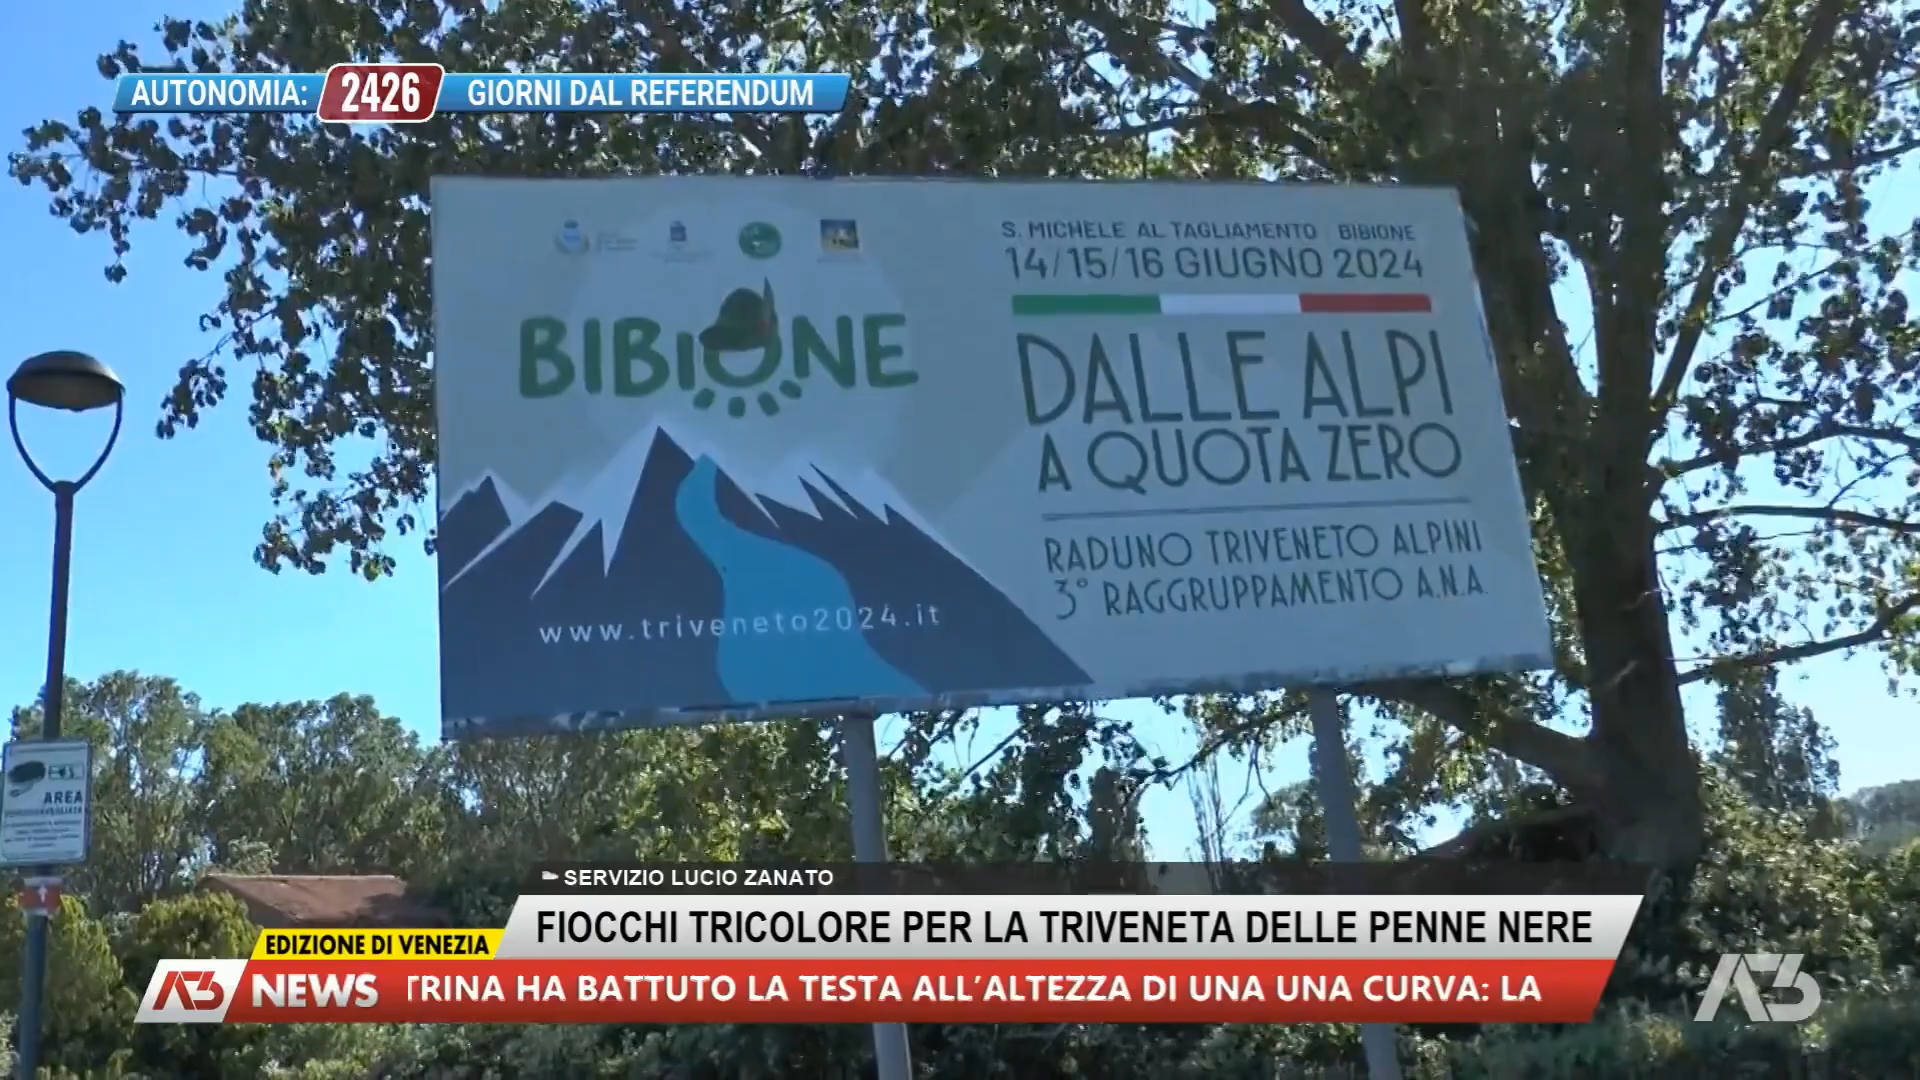 AUTONOMIA: 2426 GIORNI DAL REFERENDUM
S. MICHELE AL TAGLIAMENTO BIBIONE
14/15/16 GIUGNO 2024
BIBIONE
DALLE ALPI
A QUOTA ZERO
RADUNO TRIVENETO ALPINI
3° RAGGRUPPAMENTO A.N.A.
www.triveneto2024.it
AREA
SERVIZIO LUCIO ZANATO
FIOCCHI TRICOLORE PER LA TRIVENETA DELLE PENNE NERE
EDIZIONE DI VENEZIA
A3 NEWS TRINA HA BATTUTO LA TESTA ALL'ALTEZZA DI UNA UNA CURVA: LA
A3